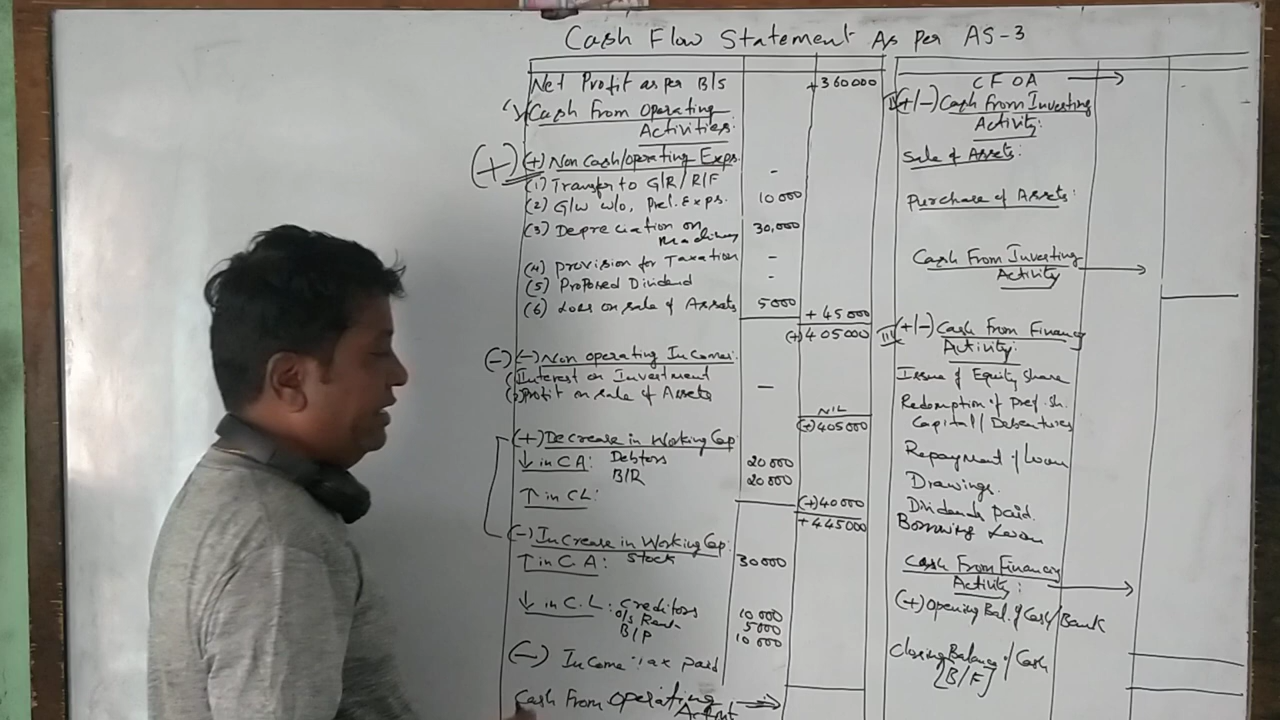 Cash Flow Statement As Per AS-3
Net Profit as per B/S +360000
Cash From Operating
Activities:
(+) (+) Non Cash/operating Exps.
(1) Transfer to G/R / R/F -
(2) G/w w/o, Prel. Exps. 10000
(3) Depreciation on
Machinery 30,000
(4) Provision for Taxation -
(5) Proposed Dividend -
(6) Loss on sale of Assets 5000 +45000
(+) 405000
(-) (-) Non operating Incomes:
Interest on Investment
Profit on sale of Assets -
NIL
(+) 405000
(+) Decrease in Working Cap
↓ in CA: Debtors 20000
B/R 20000
↑ in CL: (+) 40000
+445000
(-) Increase in Working Cap:
↑ in CA: Stock 30000
↓ in C.L: Creditors 10000
o/s Rent 5000
B/P 10000
(-) Income tax paid
Cash From Operating
CFOA →
II (+/-) Cash From Investing
Activity:
Sale of Assets:
Purchase of Assets:
Cash From Investing
Activity →
III (+/-) Cash From Financing
Activity:
Issue of Equity Share
Redemption of Pref. Sh.
Capital / Debentures
Repayment of Loan
Drawings.
Dividends paid.
Borrowing Loan
Cash From Financing
Activity: →
(+) Opening Bal. of Cash/Bank
Closing Balance of Cash
[B/F]